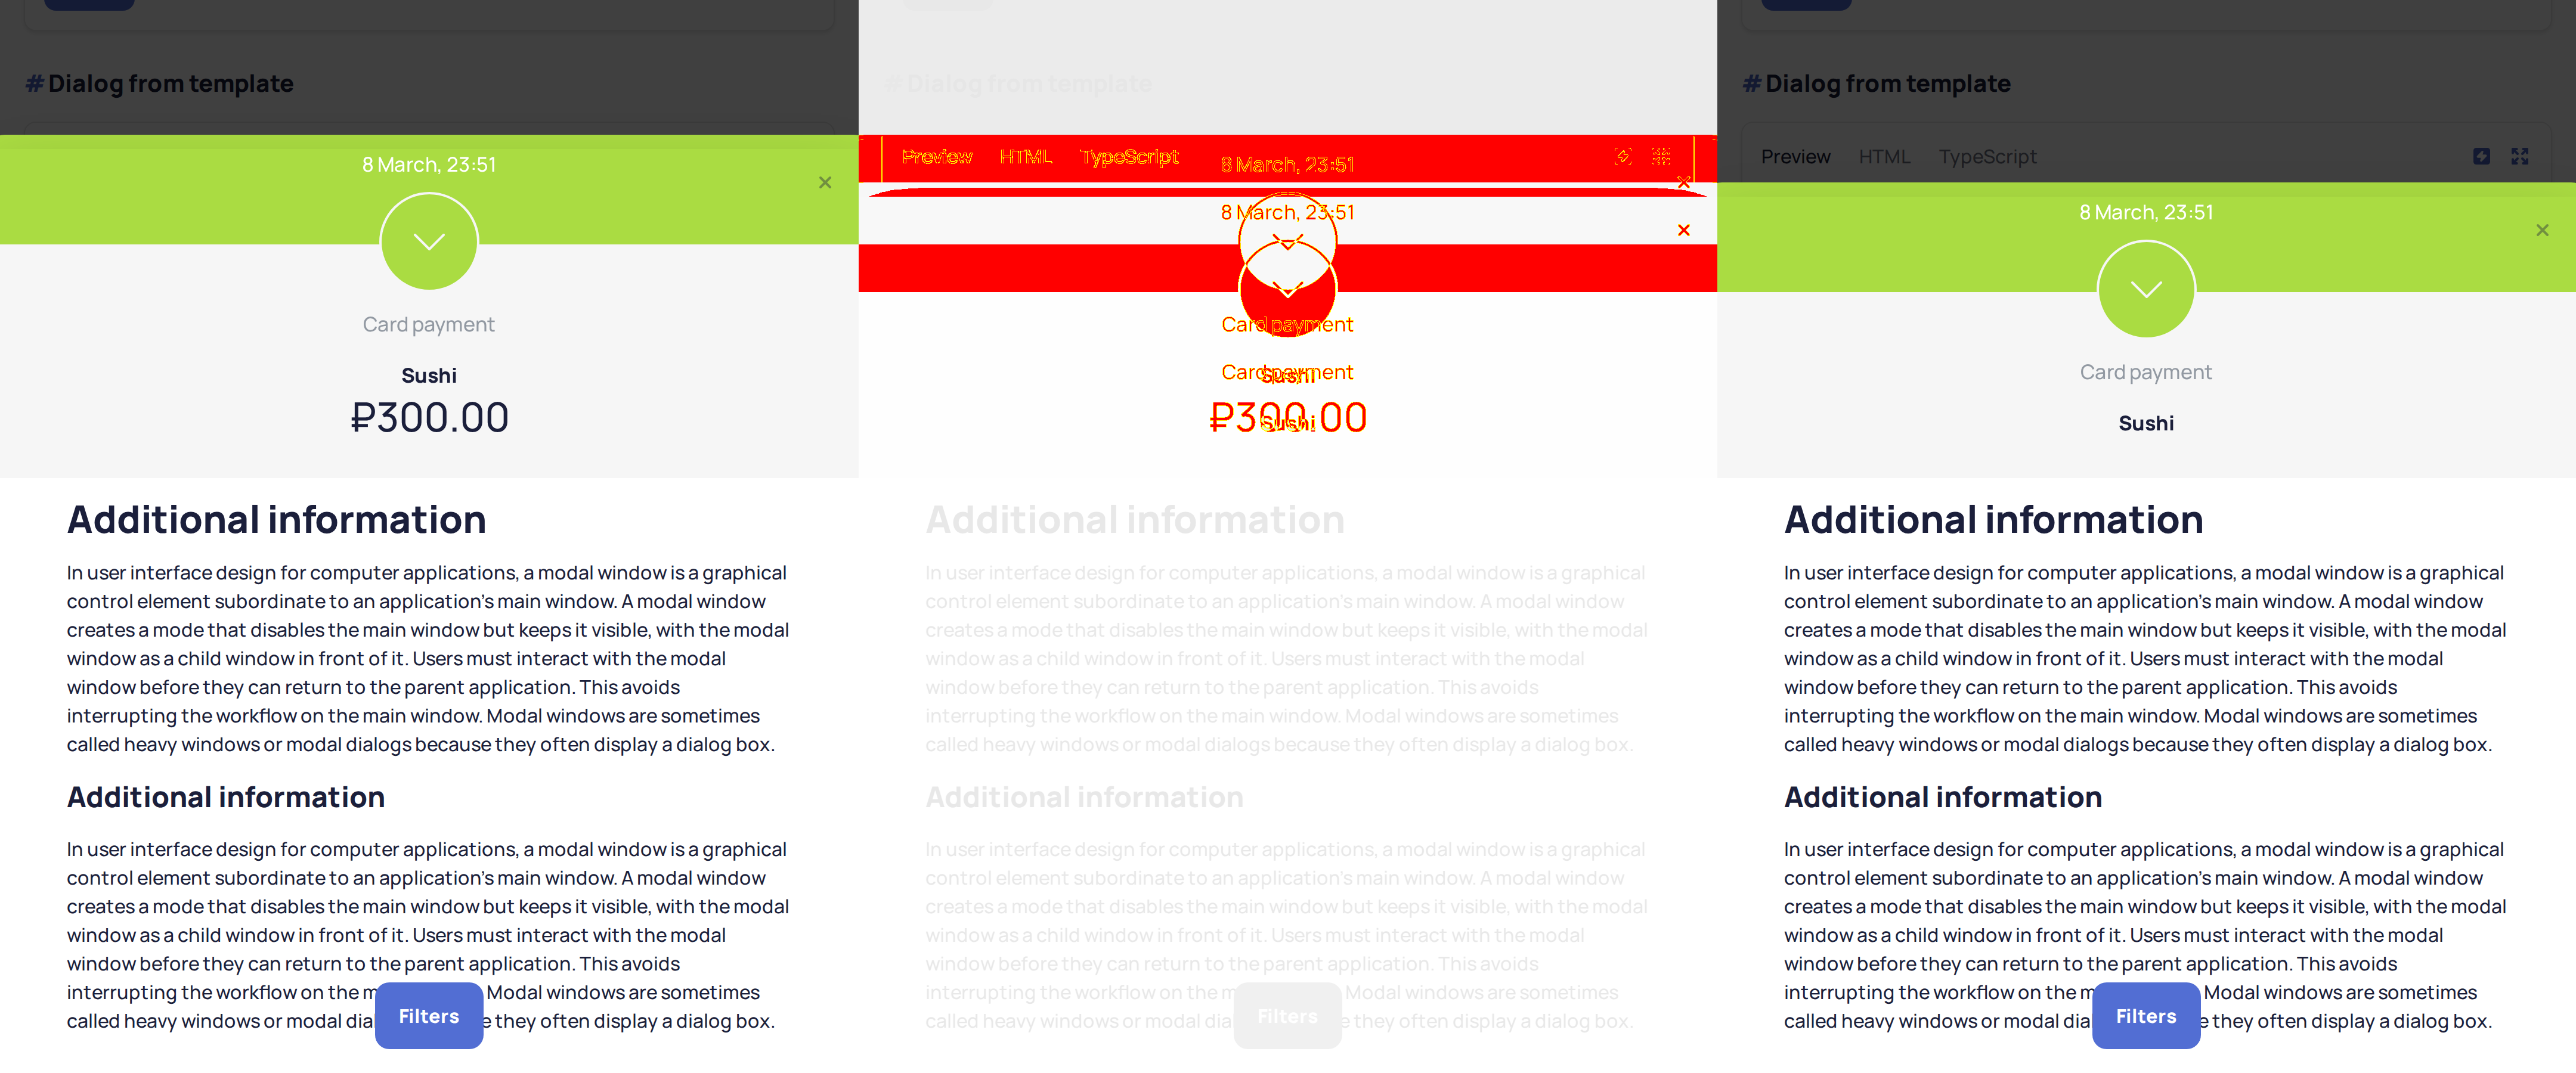 # Dialog from template
8 March, 23:51
Card payment
Sushi
₽300.00
Additional information
In user interface design for computer applications, a modal window is a graphical
control element subordinate to an application's main window. A modal window
creates a mode that disables the main window but keeps it visible, with the modal
window as a child window in front of it. Users must interact with the modal
window before they can return to the parent application. This avoids
interrupting the workflow on the main window. Modal windows are sometimes
called heavy windows or modal dialogs because they often display a dialog box.
Additional information
In user interface design for computer applications, a modal window is a graphical
control element subordinate to an application's main window. A modal window
creates a mode that disables the main window but keeps it visible, with the modal
window as a child window in front of it. Users must interact with the modal
window before they can return to the parent application. This avoids
interrupting the workflow on the m Modal windows are sometimes
called heavy windows or modal dia e they often display a dialog box.
Filters
# Dialog from template
Preview HTML TypeScript
8 March, 23:51
8 March, 23:51
Card payment
Card payment
Sushi
₽300.00
Sushi
Additional information
In user interface design for computer applications, a modal window is a graphical
control element subordinate to an application's main window. A modal window
creates a mode that disables the main window but keeps it visible, with the modal
window as a child window in front of it. Users must interact with the modal
window before they can return to the parent application. This avoids
interrupting the workflow on the main window. Modal windows are sometimes
called heavy windows or modal dialogs because they often display a dialog box.
Additional information
In user interface design for computer applications, a modal window is a graphical
control element subordinate to an application's main window. A modal window
creates a mode that disables the main window but keeps it visible, with the modal
window as a child window in front of it. Users must interact with the modal
window before they can return to the parent application. This avoids
interrupting the workflow on the m Modal windows are sometimes
called heavy windows or modal dia e they often display a dialog box.
Filters
# Dialog from template
Preview HTML TypeScript
8 March, 23:51
Card payment
Sushi
Additional information
In user interface design for computer applications, a modal window is a graphical
control element subordinate to an application's main window. A modal window
creates a mode that disables the main window but keeps it visible, with the modal
window as a child window in front of it. Users must interact with the modal
window before they can return to the parent application. This avoids
interrupting the workflow on the main window. Modal windows are sometimes
called heavy windows or modal dialogs because they often display a dialog box.
Additional information
In user interface design for computer applications, a modal window is a graphical
control element subordinate to an application's main window. A modal window
creates a mode that disables the main window but keeps it visible, with the modal
window as a child window in front of it. Users must interact with the modal
window before they can return to the parent application. This avoids
interrupting the workflow on the m Modal windows are sometimes
called heavy windows or modal dia e they often display a dialog box.
Filters